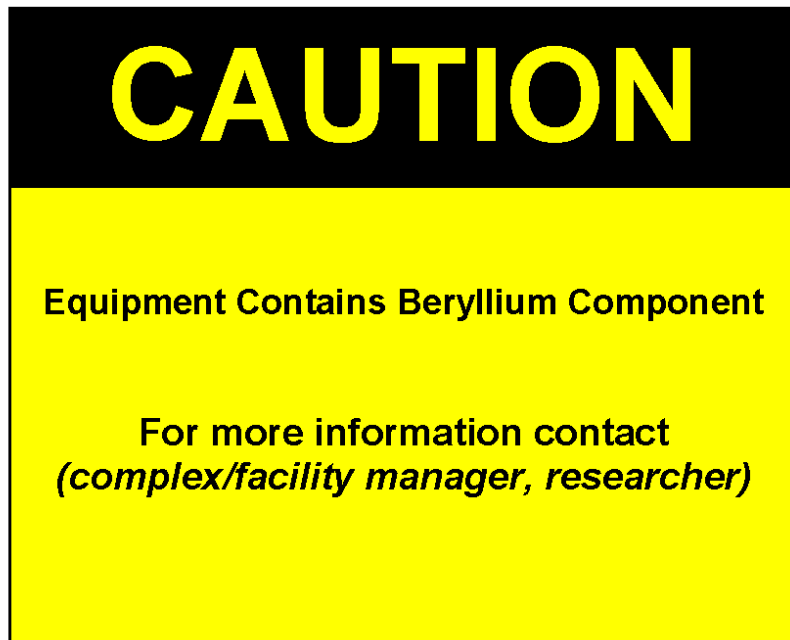 CAUTION
Equipment Contains Beryllium Component
For more information contact
(complex/facility manager, researcher)